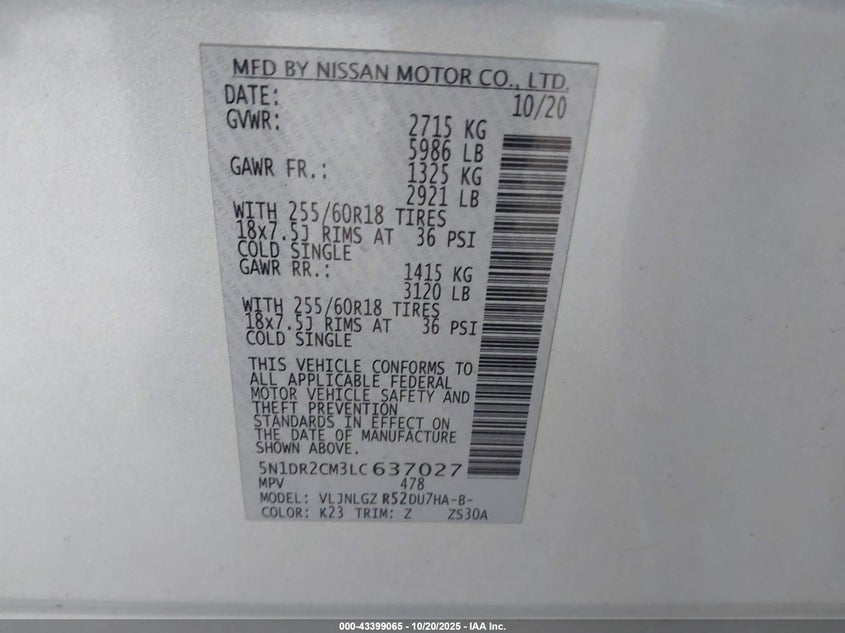 MFD BY NISSAN MOTOR CO., LTD.
DATE: 10/20
GVWR: 2715 KG
5986 LB
GAWR FR.: 1325 KG
2921 LB
WITH 255/60R18 TIRES
18x7.5J RIMS AT 36 PSI
COLD SINGLE
GAWR RR.: 1415 KG
3120 LB
WITH 255/60R18 TIRES
18x7.5J RIMS AT 36 PSI
COLD SINGLE
THIS VEHICLE CONFORMS TO
ALL APPLICABLE FEDERAL
MOTOR VEHICLE SAFETY AND
THEFT PREVENTION
STANDARDS IN EFFECT ON
THE DATE OF MANUFACTURE
SHOWN ABOVE.
5N1DR2CM3LC637027
MPV 478
MODEL: VLJNLGZ R52DU7HA-B-
COLOR: K23 TRIM: Z ZS30A
000-43399065 - 10/20/2025 - IAA Inc.